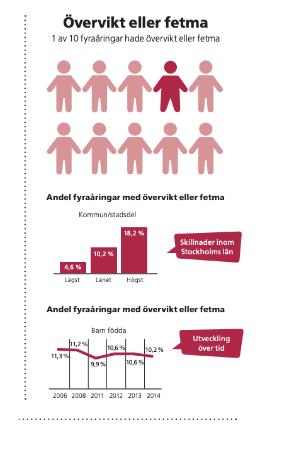 Övervikt eller fetma
1 av 10 fyraåringar hade övervikt eller fetma
Andel fyraåringar med övervikt eller fetma
Kommun/stadsdel
18,2 %
10,2 %
4,6 %
Lägst Länet Högst
Skillnader inom
Stockholms län
Andel fyraåringar med övervikt eller fetma
Barn födda
11,3 %
11,2 %
9,9 %
10,6 %
10,6 %
10,2 %
2006 2008 2011 2012 2013 2014
Utveckling
över tid